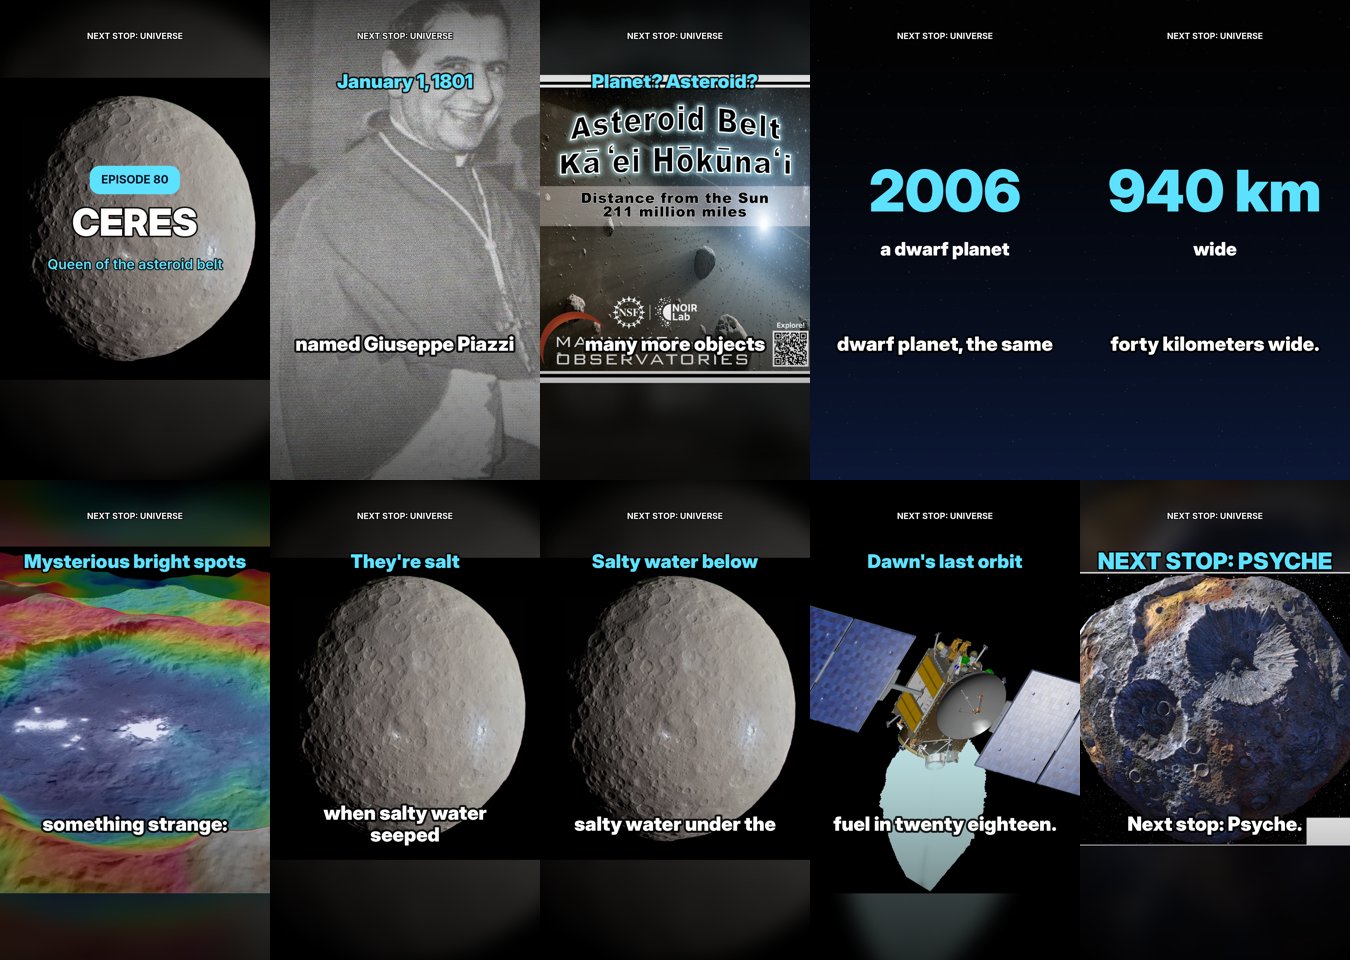 NEXT STOP: UNIVERSE
EPISODE 80
CERES
Queen of the asteroid belt
NEXT STOP: UNIVERSE
January 1, 1801
named Giuseppe Piazzi
NEXT STOP: UNIVERSE
Planet? Asteroid?
Asteroid Belt
Kāʻei Hōkūnaʻi
Distance from the Sun
211 million miles
NSF
NOIR
Lab
Explore!
many more objects
OBSERVATORIES
NEXT STOP: UNIVERSE
2006
a dwarf planet
dwarf planet, the same
NEXT STOP: UNIVERSE
940 km
wide
forty kilometers wide.
NEXT STOP: UNIVERSE
Mysterious bright spots
something strange:
NEXT STOP: UNIVERSE
They're salt
when salty water
seeped
NEXT STOP: UNIVERSE
Salty water below
salty water under the
NEXT STOP: UNIVERSE
Dawn's last orbit
fuel in twenty eighteen.
NEXT STOP: UNIVERSE
NEXT STOP: PSYCHE
Next stop: Psyche.